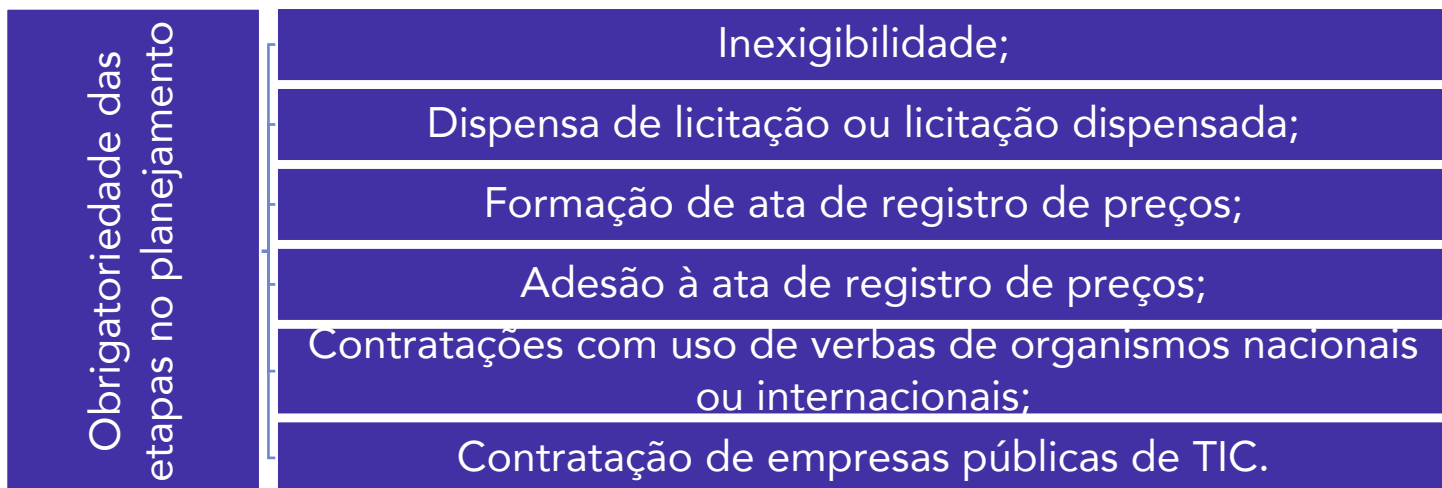 Obrigatoriedade das
etapas no planejamento
Inexigibilidade;
Dispensa de licitação ou licitação dispensada;
Formação de ata de registro de preços;
Adesão à ata de registro de preços;
Contratações com uso de verbas de organismos nacionais
ou internacionais;
Contratação de empresas públicas de TIC.